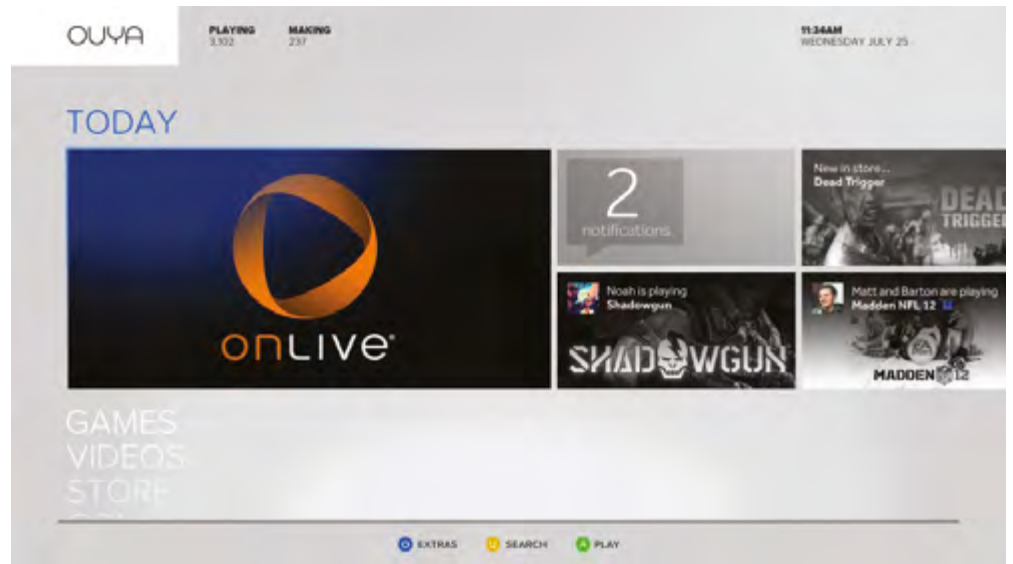 OUYA
PLAYING
3,102
MAKING
237
11:34AM
WEDNESDAY JULY 25
TODAY
onLIVE
2
notifications
New in store...
Dead Trigger
DEAD
TRIGGER
Noah is playing
Shadowgun
SHADOWGUN
Matt and Barton are playing
Madden NFL 12
MADDEN NFL 12
GAMES
VIDEOS
STORE
O EXTRAS
U SEARCH
A PLAY